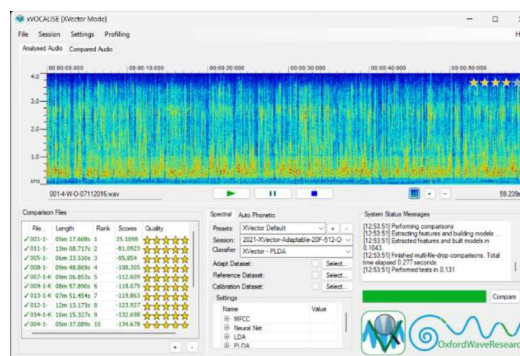 xVOCALISE [XVector Mode]
File Session Settings Profiling H
Analysed Audio Compared Audio
00:00:00.000 00:00:10.000 00:00:20.000 00:00:30.000 00:00:40.000 00:00:50.000
4.0
3.0
2.0
1.0
kHz
001-4-W-O-07112016.wav 59.239s
Comparison Files
File... Length Rank Scores Quality
001-1- 05m 17.608s 1 35.1898
011-1- 13m 08.717s 2 -81.0923
005-1- 06m 33.510s 3 -95.854
008-1- 09m 48.869s 4 -108.305
007-1-K 09m 06.853s 5 -112.609
009-1-K 08m 57.890s 6 -118.075
013-1-K 07m 51.454s 7 -119.863
012-1- 12m 13.173s 8 -123.927
014-1-K 10m 15.327s 9 -132.698
004-1- 05m 37.089s 10 -134.678
+ -
Spectral Auto Phonetic
Presets: XVector Default + -
Session: 2021-XVector-Adaptable-20F-512-O
Classifier XVector - PLDA
Adapt Dataset: Select...
Reference Dataset: Select...
Calibration Dataset: Select...
Settings
Name Value
MFCC
Neural Net
LDA
PLDA
System Status Messages
[12:53:51] Performing comparisons
[12:53:51] Extracting features and building models ...
[12:53:51] Extracted features and built models in
0.1043.
[12:53:51] Finished multi-file-drop comparisons. Total
time elapsed 0.277 seconds
[12:53:51] Performed tests in 0.131
Compare
OxfordWaveResearch